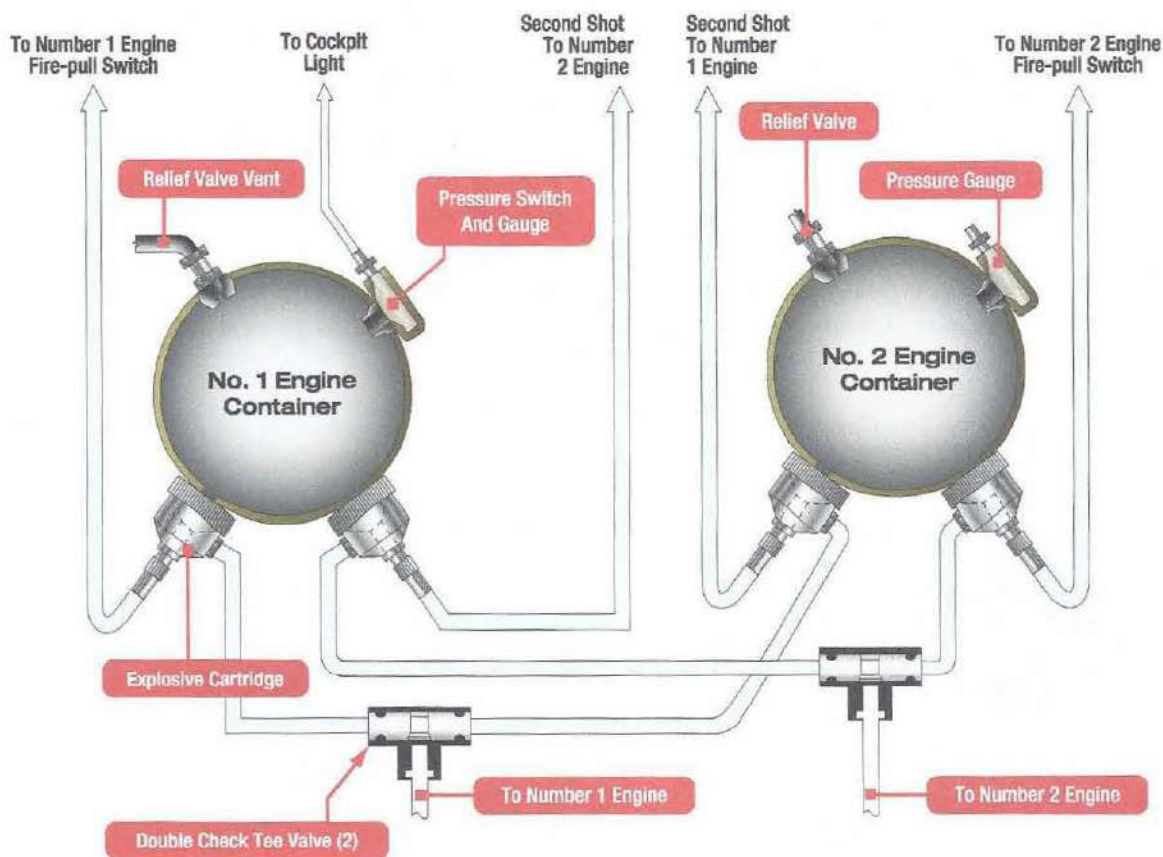 To Number 1 Engine
Fire-pull Switch
To Cockpit
Light
Second Shot
To Number
2 Engine
Second Shot
To Number
1 Engine
To Number 2 Engine
Fire-pull Switch
Relief Valve
Relief Valve Vent
Pressure Switch
And Gauge
Pressure Gauge
No. 1 Engine
Container
No. 2 Engine
Container
Explosive Cartridge
To Number 1 Engine
To Number 2 Engine
Double Check Tee Valve (2)